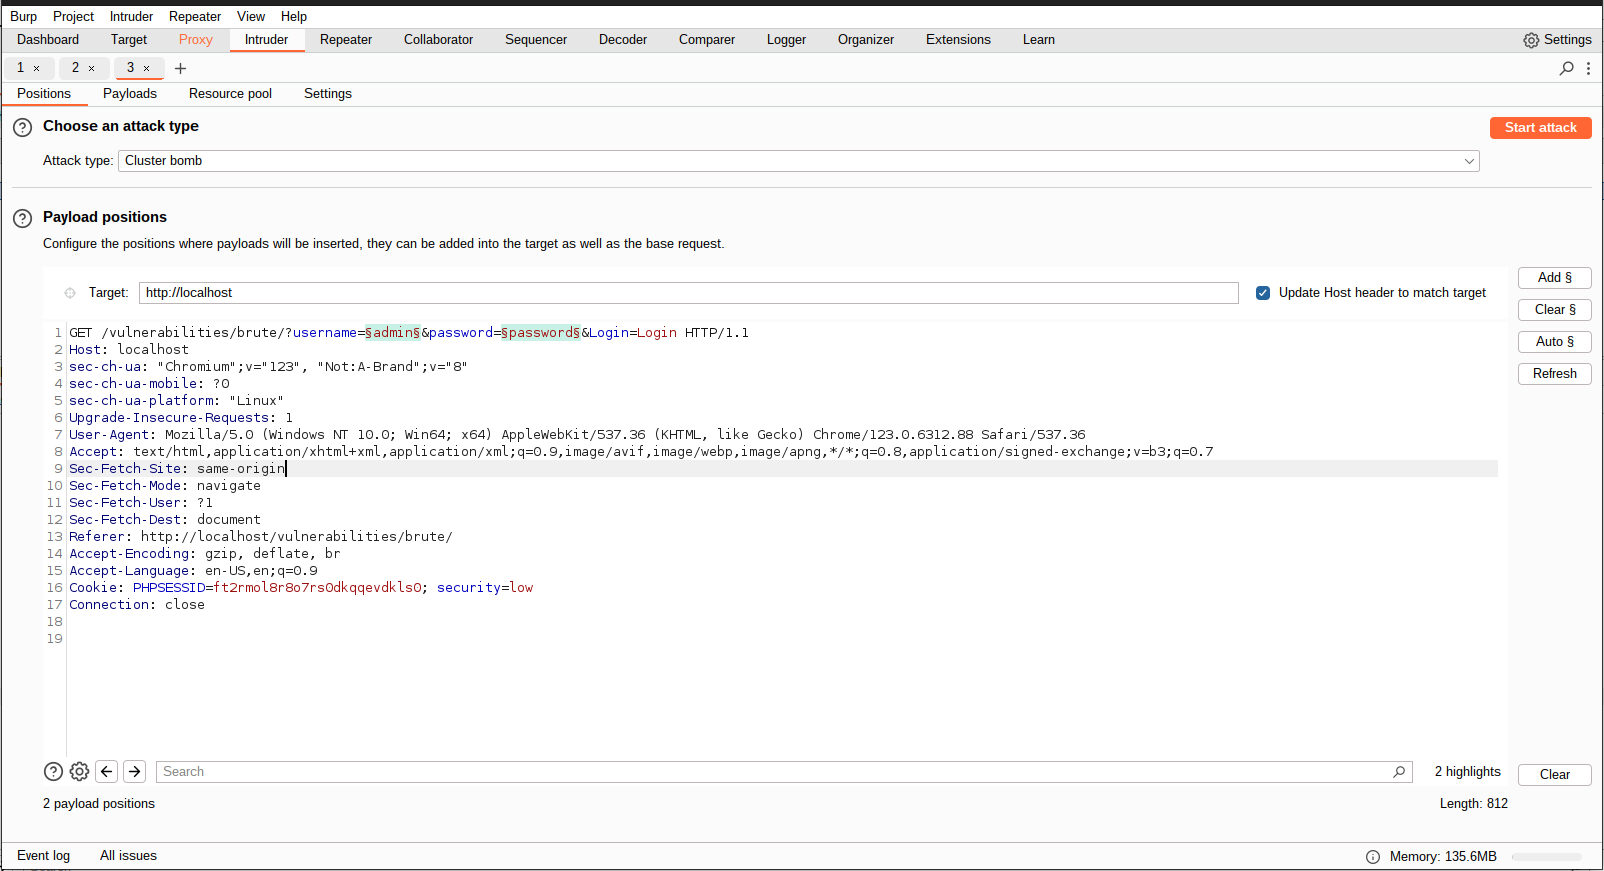 Burp Project Intruder Repeater View Help
Dashboard Target Proxy Intruder Repeater Collaborator Sequencer Decoder Comparer Logger Organizer Extensions Learn Settings
1 × 2 × 3 × +
Positions Payloads Resource pool Settings
? Choose an attack type Start attack
Attack type: Cluster bomb
? Payload positions
Configure the positions where payloads will be inserted, they can be added into the target as well as the base request.
Add §
Target: http://localhost Update Host header to match target
Clear §
Auto §
Refresh
1 GET /vulnerabilities/brute/?username=§admin§&password=§password§&Login=Login HTTP/1.1
2 Host: localhost
3 sec-ch-ua: "Chromium";v="123", "Not:A-Brand";v="8"
4 sec-ch-ua-mobile: ?0
5 sec-ch-ua-platform: "Linux"
6 Upgrade-Insecure-Requests: 1
7 User-Agent: Mozilla/5.0 (Windows NT 10.0; Win64; x64) AppleWebKit/537.36 (KHTML, like Gecko) Chrome/123.0.6312.88 Safari/537.36
8 Accept: text/html,application/xhtml+xml,application/xml;q=0.9,image/avif,image/webp,image/apng,*/*;q=0.8,application/signed-exchange;v=b3;q=0.7
9 Sec-Fetch-Site: same-origin
10 Sec-Fetch-Mode: navigate
11 Sec-Fetch-User: ?1
12 Sec-Fetch-Dest: document
13 Referer: http://localhost/vulnerabilities/brute/
14 Accept-Encoding: gzip, deflate, br
15 Accept-Language: en-US,en;q=0.9
16 Cookie: PHPSESSID=ft2rmol8r8o7rs0dkqqevdkls0; security=low
17 Connection: close
18
19
? Search 2 highlights Clear
2 payload positions Length: 812
Event log All issues Memory: 135.6MB